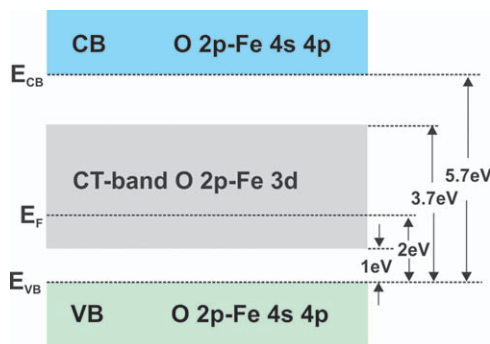 CB O 2p-Fe 4s 4p
E_CB
5.7eV
3.7eV
CT-band O 2p-Fe 3d
E_F
2eV
1eV
E_VB
VB O 2p-Fe 4s 4p